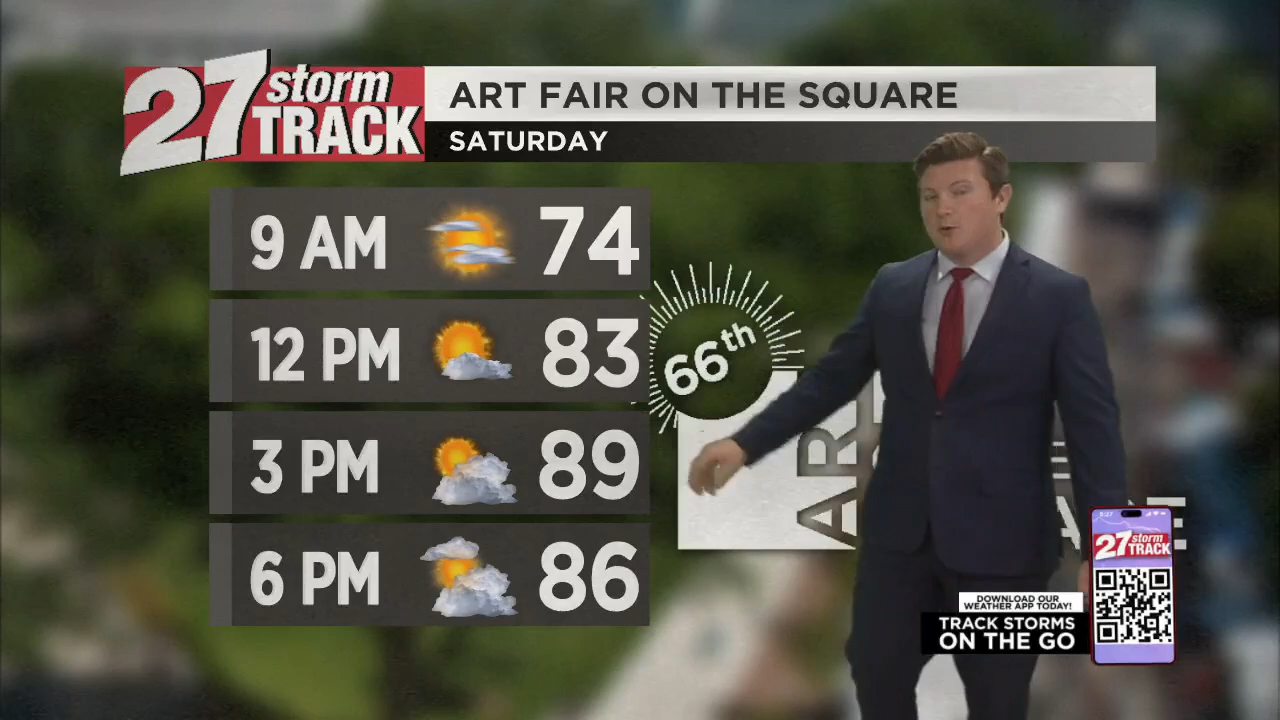 27 storm TRACK
ART FAIR ON THE SQUARE
SATURDAY
9 AM 74
12 PM 83
3 PM 89
6 PM 86
66th
27 storm TRACK
DOWNLOAD OUR
WEATHER APP TODAY!
TRACK STORMS
ON THE GO